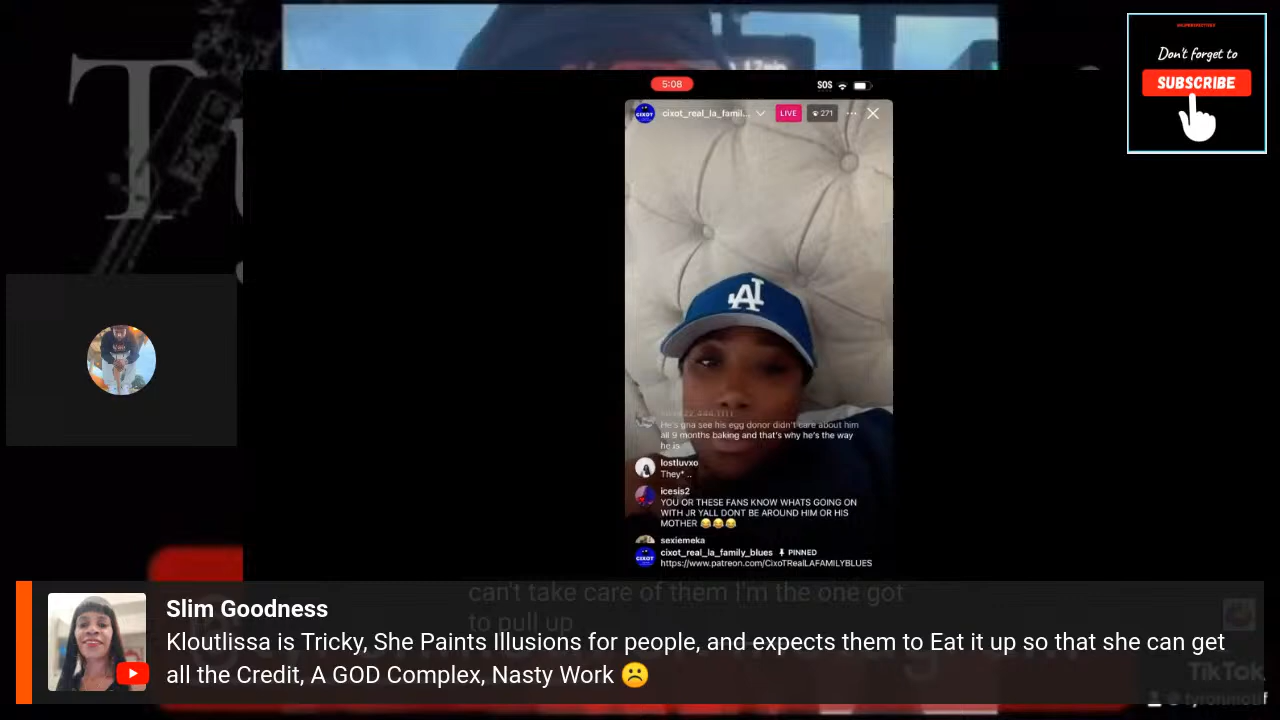 Don't forget to
SUBSCRIBE
5:08
SOS
cixot_real_la_famil...
LIVE
271
CIXOT
He's gna see his egg donor didn't care about him
all 9 months baking and that's why he's the way
he is
lostluvxo
They* ..
icesis2
YOU OR THESE FANS KNOW WHATS GOING ON
WITH JR YALL DONT BE AROUND HIM OR HIS
MOTHER 😂😂😂
sexiemeka
cixot_real_la_family_blues PINNED
https://www.patreon.com/CixoTRealLAFAMILYBLUES
can't take care of them I'm the one got
to pull up
Slim Goodness
Kloutlissa is Tricky, She Paints Illusions for people, and expects them to Eat it up so that she can get
all the Credit, A GOD Complex, Nasty Work ☹️
TikTok